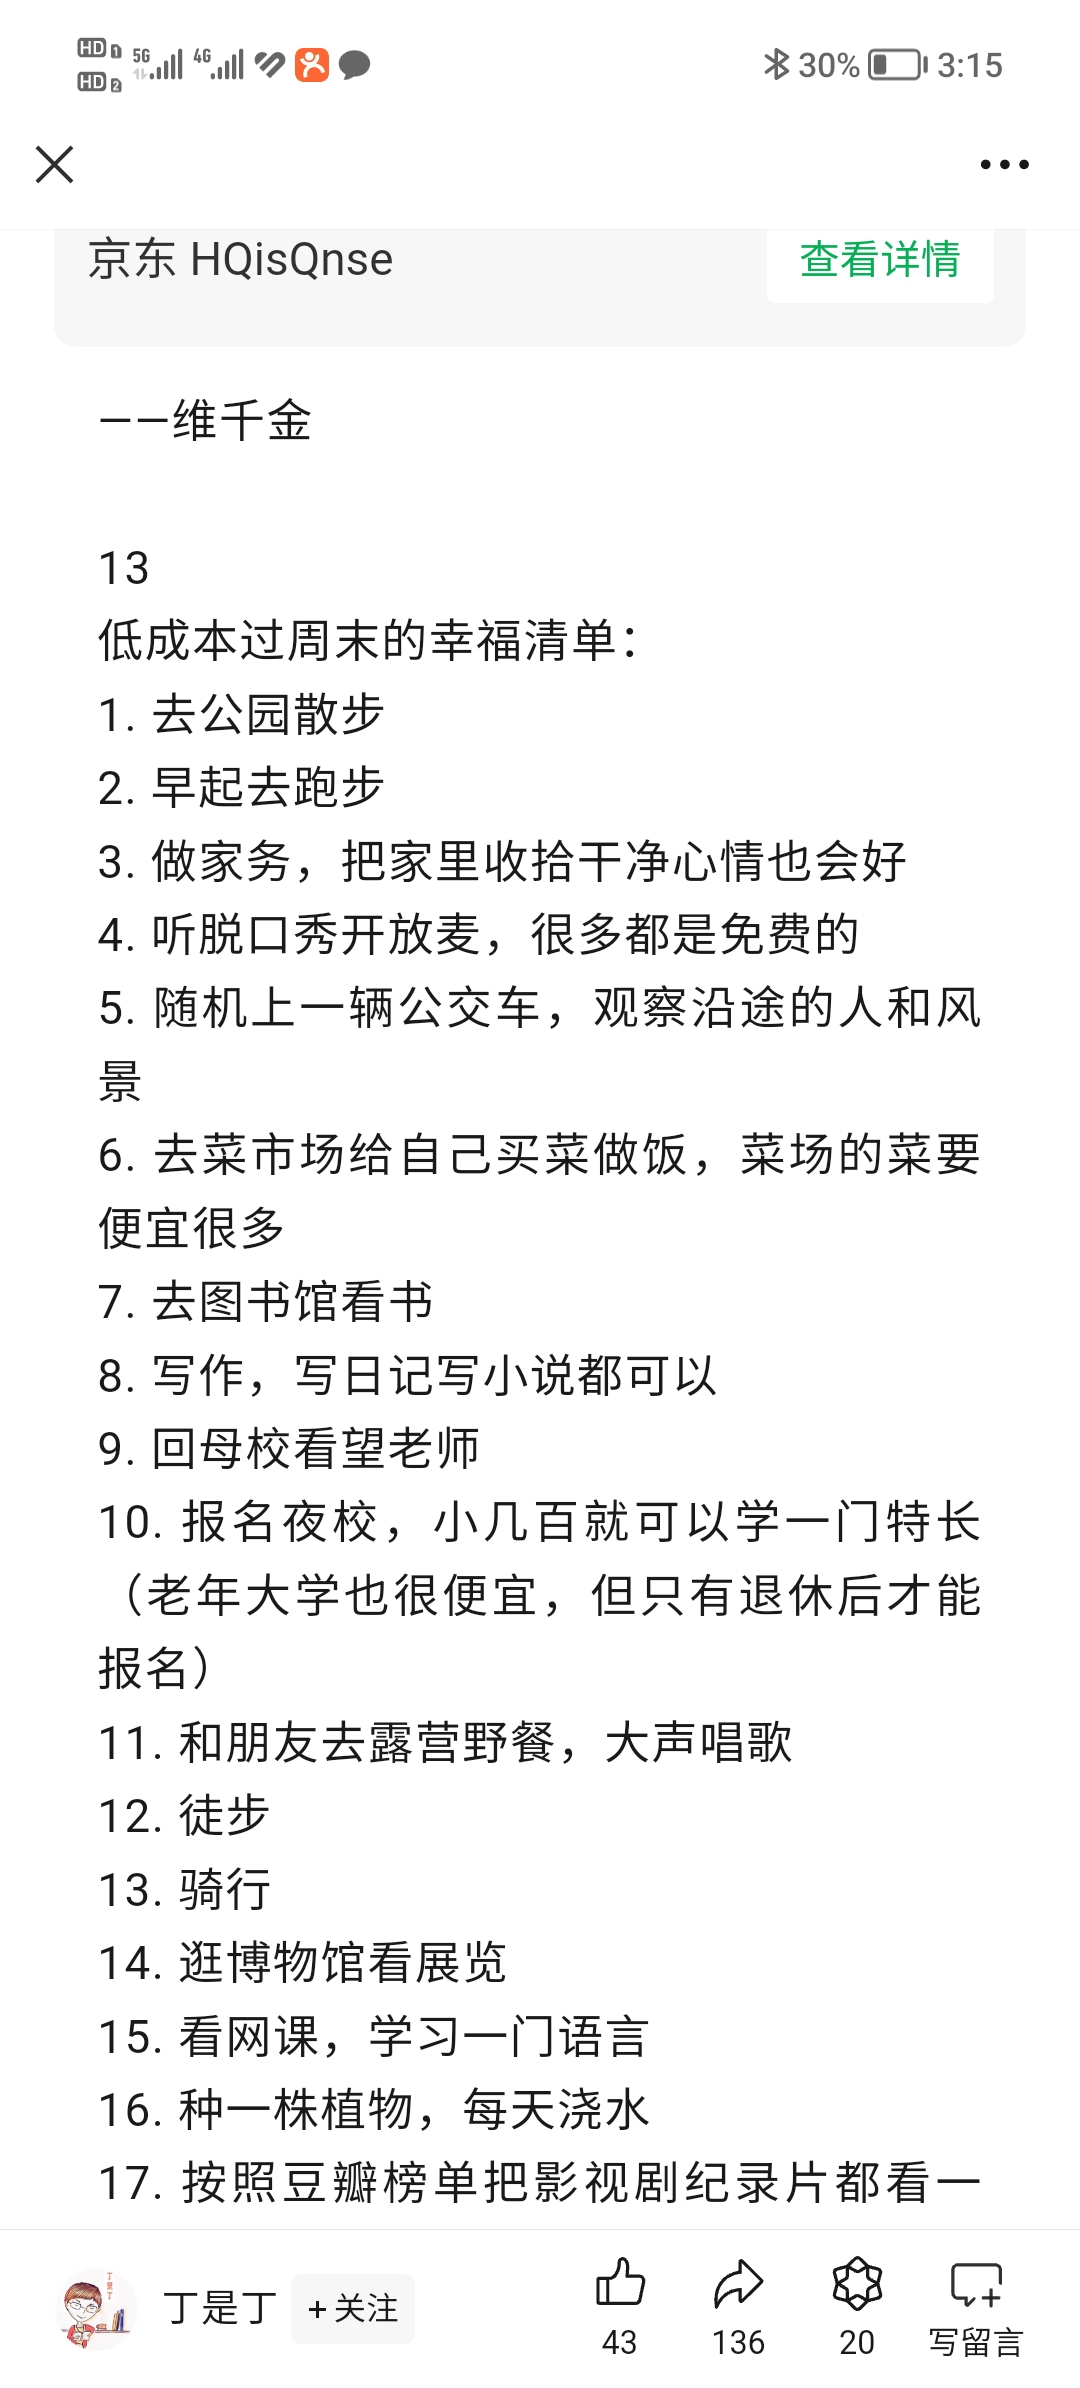 HD 1 5G 4G 30% 3:15
HD 2
京东 HQisQnse 查看详情
——维千金
13
低成本过周末的幸福清单：
1. 去公园散步
2. 早起去跑步
3. 做家务，把家里收拾干净心情也会好
4. 听脱口秀开放麦，很多都是免费的
5. 随机上一辆公交车，观察沿途的人和风
景
6. 去菜市场给自己买菜做饭，菜场的菜要
便宜很多
7. 去图书馆看书
8. 写作，写日记写小说都可以
9. 回母校看望老师
10. 报名夜校，小几百就可以学一门特长
（老年大学也很便宜，但只有退休后才能
报名）
11. 和朋友去露营野餐，大声唱歌
12. 徒步
13. 骑行
14. 逛博物馆看展览
15. 看网课，学习一门语言
16. 种一株植物，每天浇水
17. 按照豆瓣榜单把影视剧纪录片都看一
丁是丁
丁是丁 +关注
43 136 20 写留言